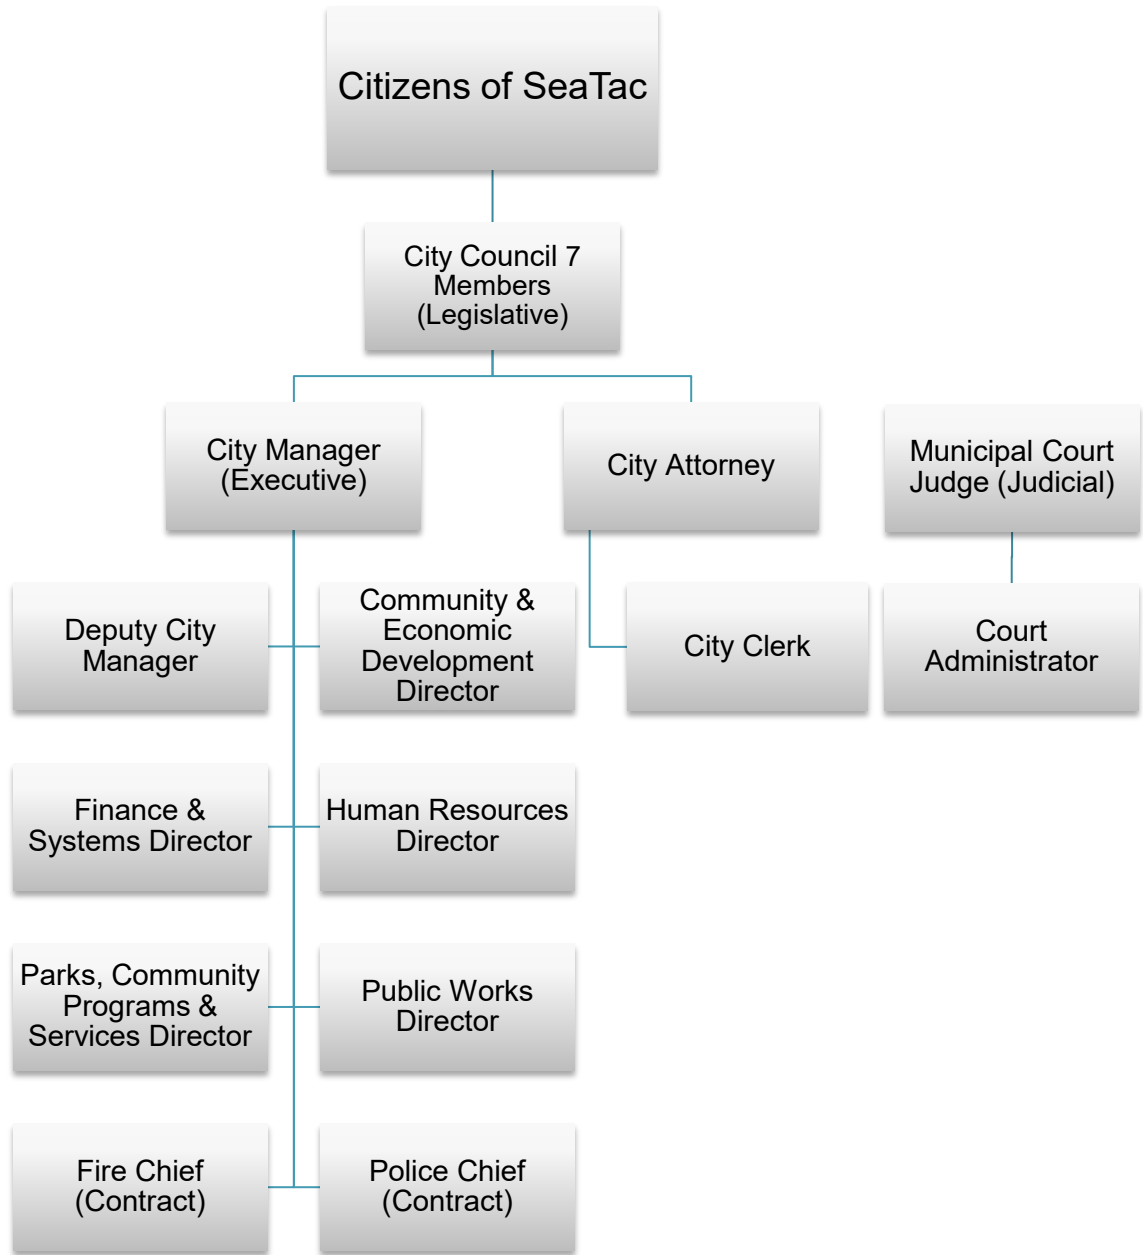 Citizens of SeaTac
City Council 7
Members
(Legislative)
City Manager
(Executive)
City Attorney
Municipal Court
Judge (Judicial)
Deputy City
Manager
Community &
Economic
Development
Director
City Clerk
Court
Administrator
Finance &
Systems Director
Human Resources
Director
Parks, Community
Programs &
Services Director
Public Works
Director
Fire Chief
(Contract)
Police Chief
(Contract)